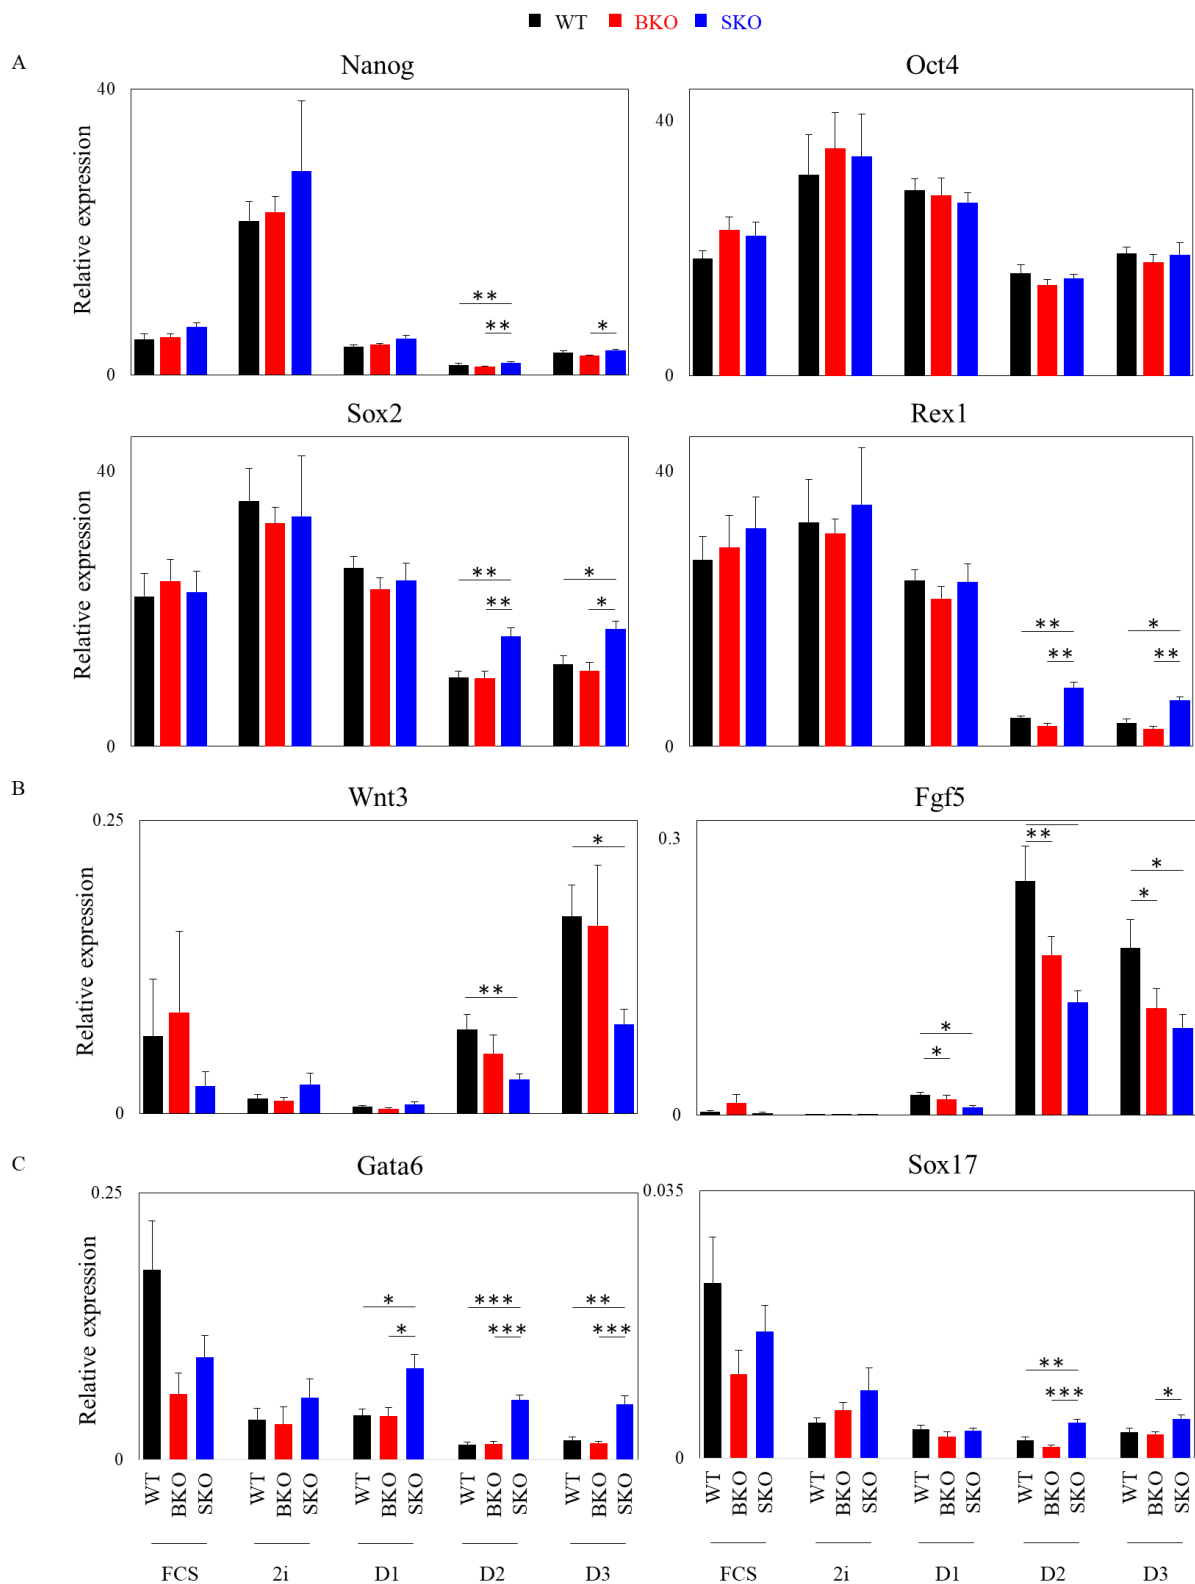 WT BKO SKO
A
Nanog Oct4
Relative expression
40 40
** ** *
0 0
Sox2 Rex1
Relative expression
40 40
** ** * *
** ** * **
0 0
B
Wnt3 Fgf5
Relative expression
0.25 0.3
* ** * *
** * *
0 0
C
Gata6 Sox17
Relative expression
0.25 0.035
* *** ** **
* *** *** *** *
0 0
WT BKO SKO WT BKO SKO WT BKO SKO WT BKO SKO WT BKO SKO WT BKO SKO WT BKO SKO WT BKO SKO WT BKO SKO WT BKO SKO
FCS 2i D1 D2 D3 FCS 2i D1 D2 D3